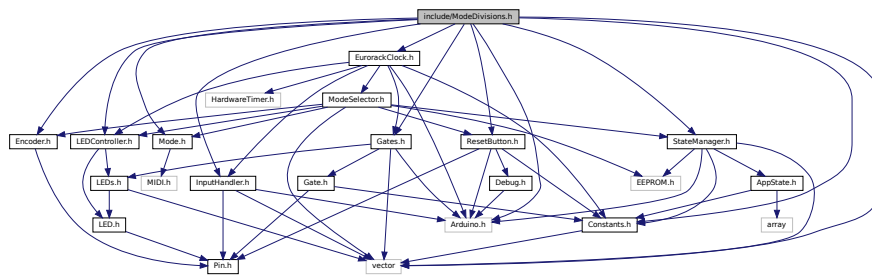 include/ModeDivisions.h
EurorackClock.h
HardwareTimer.h
ModeSelector.h
Encoder.h
LEDController.h
Mode.h
Gates.h
ResetButton.h
StateManager.h
LEDs.h
MIDI.h
InputHandler.h
Gate.h
Debug.h
EEPROM.h
AppState.h
LED.h
Arduino.h
Constants.h
array
Pin.h
vector